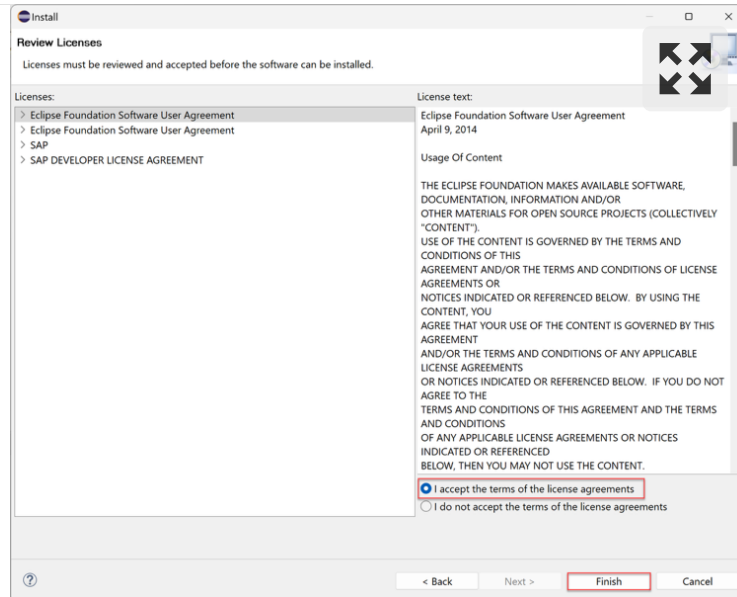 Install
Review Licenses
Licenses must be reviewed and accepted before the software can be installed.
Licenses:
> Eclipse Foundation Software User Agreement
> Eclipse Foundation Software User Agreement
> SAP
> SAP DEVELOPER LICENSE AGREEMENT
License text:
Eclipse Foundation Software User Agreement
April 9, 2014
Usage Of Content
THE ECLIPSE FOUNDATION MAKES AVAILABLE SOFTWARE,
DOCUMENTATION, INFORMATION AND/OR
OTHER MATERIALS FOR OPEN SOURCE PROJECTS (COLLECTIVELY
"CONTENT").
USE OF THE CONTENT IS GOVERNED BY THE TERMS AND
CONDITIONS OF THIS
AGREEMENT AND/OR THE TERMS AND CONDITIONS OF LICENSE
AGREEMENTS OR
NOTICES INDICATED OR REFERENCED BELOW.  BY USING THE
CONTENT, YOU
AGREE THAT YOUR USE OF THE CONTENT IS GOVERNED BY THIS
AGREEMENT
AND/OR THE TERMS AND CONDITIONS OF ANY APPLICABLE
LICENSE AGREEMENTS
OR NOTICES INDICATED OR REFERENCED BELOW.  IF YOU DO NOT
AGREE TO THE
TERMS AND CONDITIONS OF THIS AGREEMENT AND THE TERMS
AND CONDITIONS
OF ANY APPLICABLE LICENSE AGREEMENTS OR NOTICES
INDICATED OR REFERENCED
BELOW, THEN YOU MAY NOT USE THE CONTENT.
I accept the terms of the license agreements
I do not accept the terms of the license agreements
? < Back Next > Finish Cancel